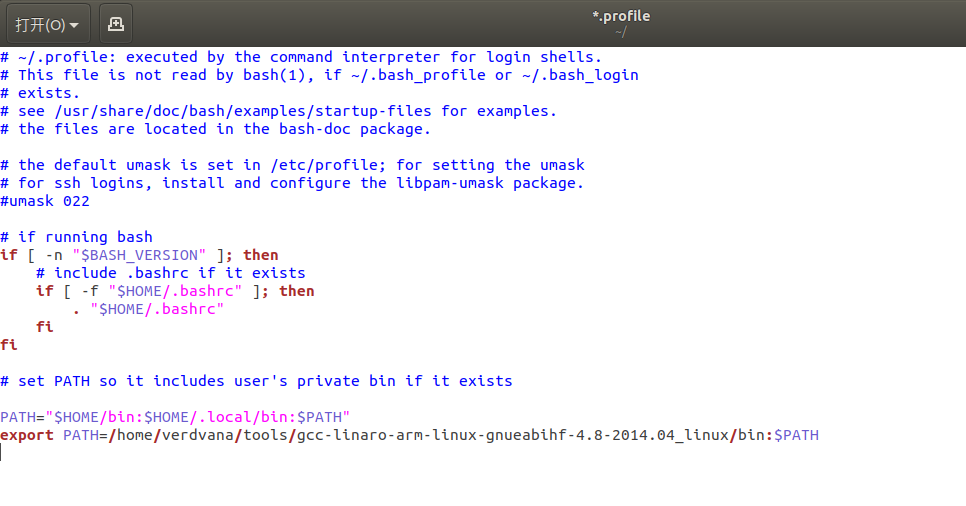 打开(O)
*.profile
~/
# ~/.profile: executed by the command interpreter for login shells.
# This file is not read by bash(1), if ~/.bash_profile or ~/.bash_login
# exists.
# see /usr/share/doc/bash/examples/startup-files for examples.
# the files are located in the bash-doc package.

# the default umask is set in /etc/profile; for setting the umask
# for ssh logins, install and configure the libpam-umask package.
#umask 022

# if running bash
if [ -n "$BASH_VERSION" ]; then
    # include .bashrc if it exists
    if [ -f "$HOME/.bashrc" ]; then
        . "$HOME/.bashrc"
    fi
fi

# set PATH so it includes user's private bin if it exists

PATH="$HOME/bin:$HOME/.local/bin:$PATH"
export PATH=/home/verdvana/tools/gcc-linaro-arm-linux-gnueabihf-4.8-2014.04_linux/bin:$PATH